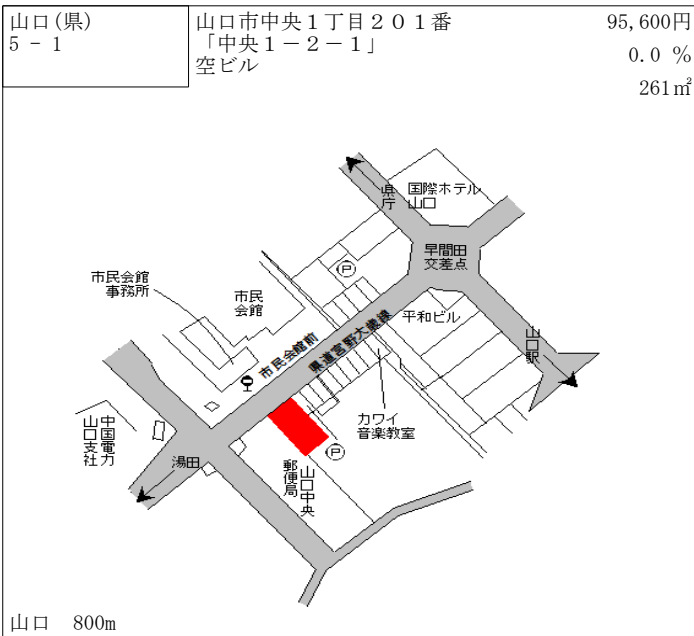 山口(県)
5 - 1
山口市中央１丁目２０１番
「中央１－２－１」
空ビル
95,600円
0.0 %
261㎡
県庁
国際ホテル
山口
早間田
交差点
市民会館
事務所
市民
会館
P
平和ビル
山口駅
市民会館前
県道宮野大歳線
カワイ
音楽教室
中国電力
山口支社
湯田
P
山口中央
郵便局
山口 800m